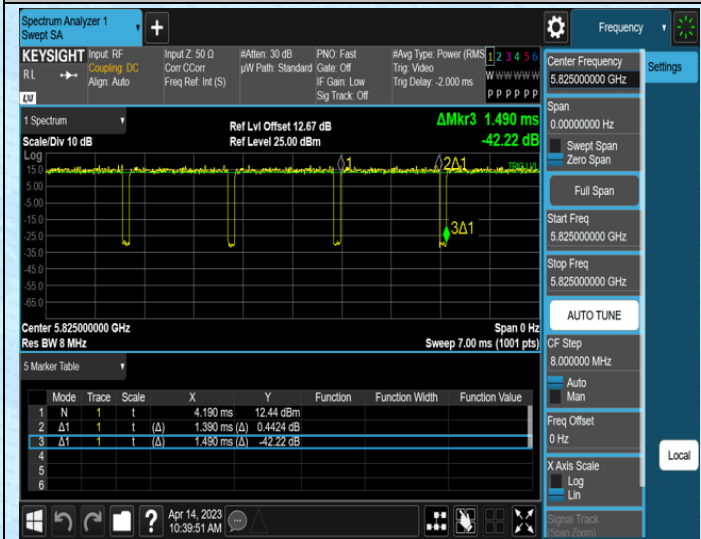 Spectrum Analyzer 1
Swept SA
+
Frequency
KEYSIGHT
RL
LXI
Input: RF
Coupling: DC
Align: Auto
Input Z: 50 Ω
Corr CCorr
Freq Ref: Int (S)
#Atten: 30 dB
µW Path: Standard
PNO: Fast
Gate: Off
IF Gain: Low
Sig Track: Off
#Avg Type: Power (RMS
Trig: Video
Trig Delay: -2.000 ms
1 2 3 4 5 6
W W W W W W
P P P P P P
1 Spectrum
Scale/Div 10 dB
Ref Lvl Offset 12.67 dB
Ref Level 25.00 dBm
ΔMkr3 1.490 ms
-42.22 dB
Log
15.0
5.00
-5.00
-15.0
-25.0
-35.0
-45.0
-55.0
-65.0
1
2Δ1
TRIG LVL
3Δ1
Center 5.825000000 GHz
Span 0 Hz
Res BW 8 MHz
Sweep 7.00 ms (1001 pts)
5 Marker Table
Mode Trace Scale X Y Function Function Width Function Value
1 N 1 t 4.190 ms 12.44 dBm
2 Δ1 1 t (Δ) 1.390 ms (Δ) 0.4424 dB
3 Δ1 1 t (Δ) 1.490 ms (Δ) -42.22 dB
4
5
6
?
Apr 14, 2023
10:39:51 AM
Center Frequency
5.825000000 GHz
Span
0.00000000 Hz
Swept Span
Zero Span
Full Span
Start Freq
5.825000000 GHz
Stop Freq
5.825000000 GHz
AUTO TUNE
CF Step
8.000000 MHz
Auto
Man
Freq Offset
0 Hz
X Axis Scale
Log
Lin
Signal Track
(Span Zoom)
Settings
Local